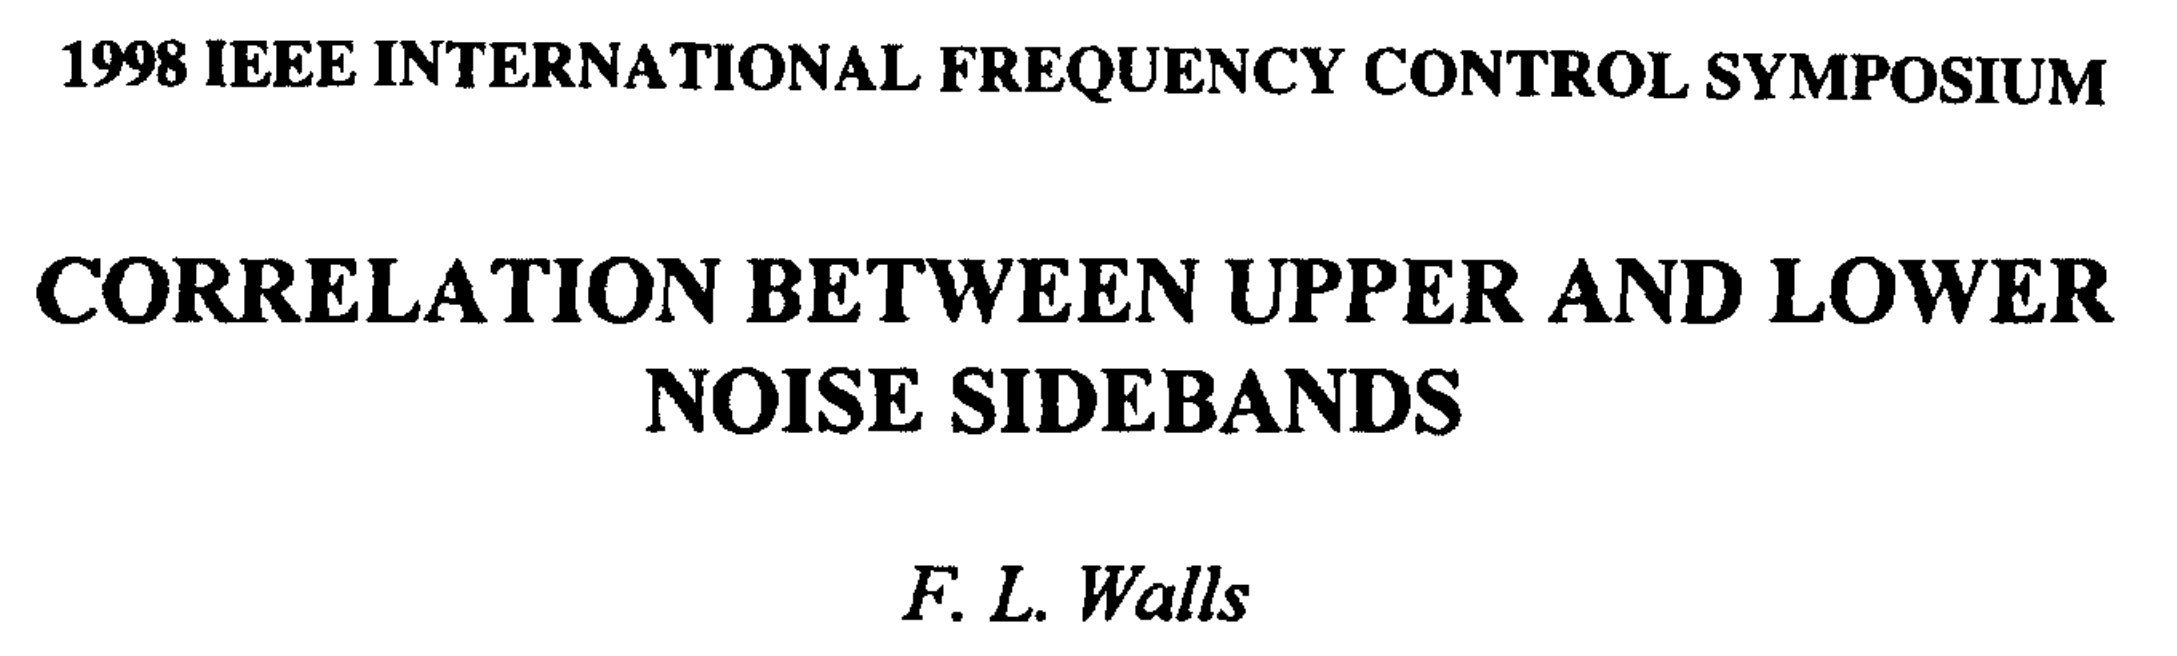 1998 IEEE INTERNATIONAL FREQUENCY CONTROL SYMPOSIUM
CORRELATION BETWEEN UPPER AND LOWER
NOISE SIDEBANDS
F. L. Walls